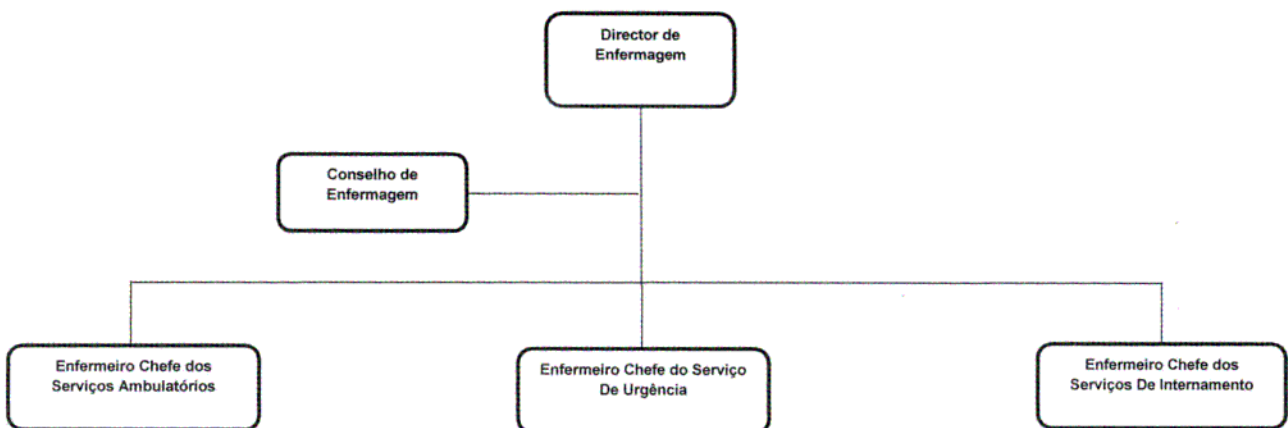 Director de
Enfermagem
Conselho de
Enfermagem
Enfermeiro Chefe dos
Serviços Ambulatórios
Enfermeiro Chefe do Serviço
De Urgência
Enfermeiro Chefe dos
Serviços De Internamento